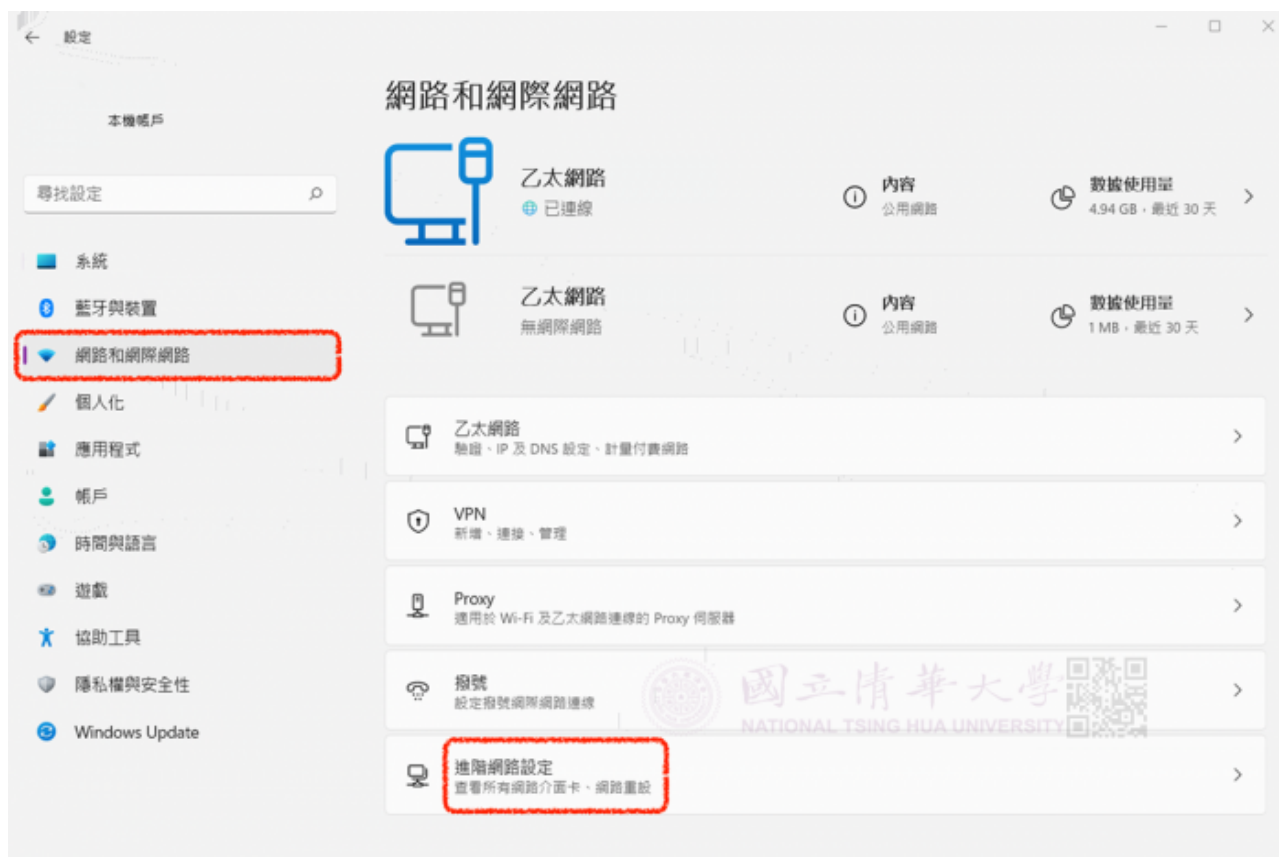 設定
本機帳戶
尋找設定
系統
藍牙與裝置
網路和網際網路
個人化
應用程式
帳戶
時間與語言
遊戲
協助工具
隱私權與安全性
Windows Update
網路和網際網路
乙太網路
已連線
內容
公用網路
數據使用量
4.94 GB，最近 30 天
乙太網路
無網際網路
內容
公用網路
數據使用量
1 MB，最近 30 天
乙太網路
驗證、IP 及 DNS 設定、計量付費網路
VPN
新增、連接、管理
Proxy
適用於 Wi-Fi 及乙太網路連線的 Proxy 伺服器
撥號
設定撥號網際網路連線
國立清華大學
NATIONAL TSING HUA UNIVERSITY
進階網路設定
查看所有網路介面卡、網路重設